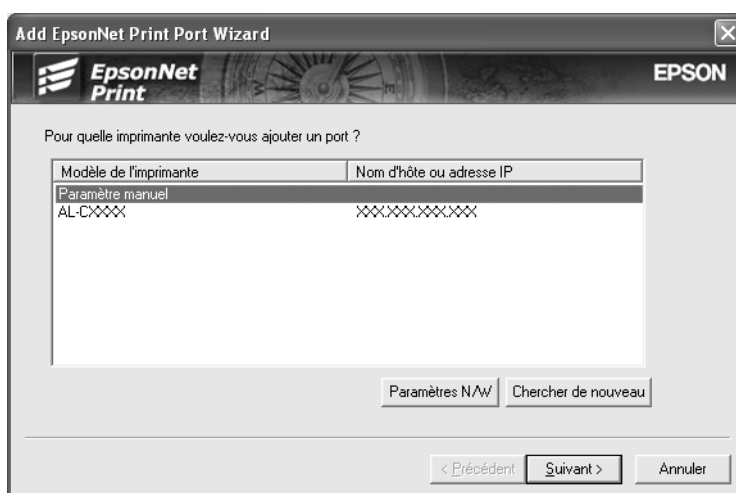 Add EpsonNet Print Port Wizard
EpsonNet
Print
EPSON
Pour quelle imprimante voulez-vous ajouter un port ?
Modèle de l'imprimante Nom d'hôte ou adresse IP
Paramètre manuel
AL-CXXXX XXX.XXX.XXX.XXX
Paramètres N/W Chercher de nouveau
< Précédent Suivant > Annuler